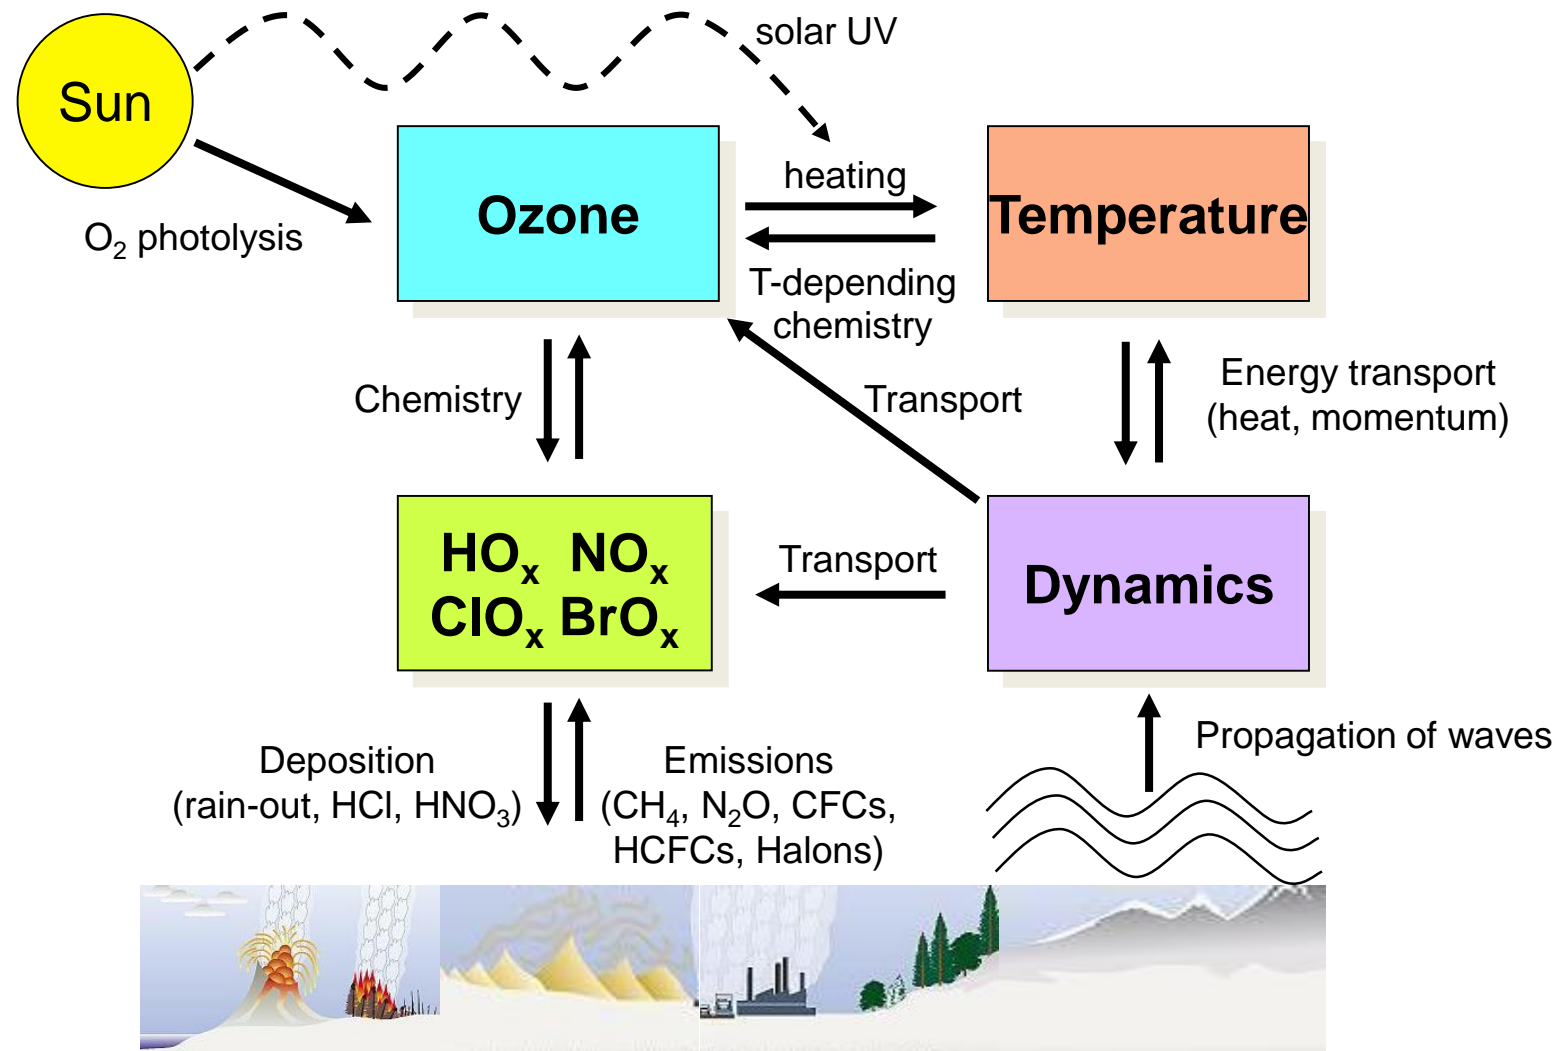 solar UV
Sun
heating
Ozone
Temperature
O₂ photolysis
T-depending
chemistry
Chemistry
Transport
Energy transport
(heat, momentum)
HOₓ NOₓ
ClOₓ BrOₓ
Transport
Dynamics
Propagation of waves
Deposition
(rain-out, HCl, HNO₃)
Emissions
(CH₄, N₂O, CFCs,
HCFCs, Halons)